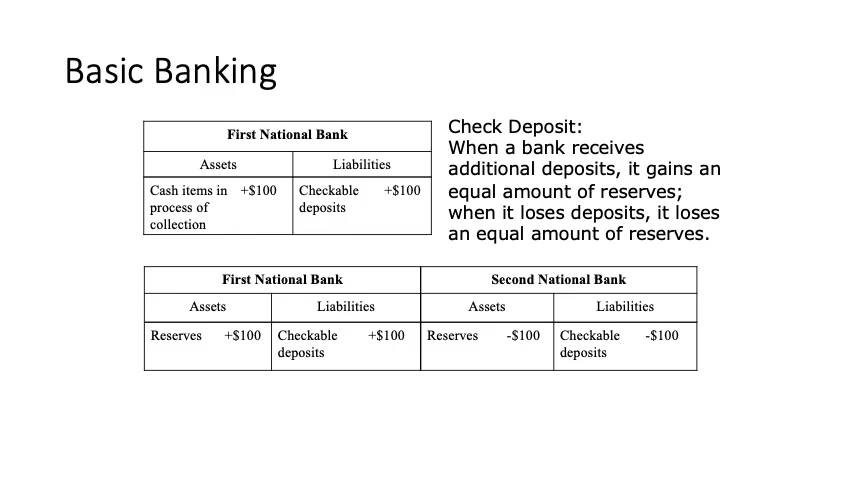 Basic Banking
First National Bank
Assets Liabilities
Cash items in +$100 Checkable +$100
process of deposits
collection
Check Deposit:
When a bank receives
additional deposits, it gains an
equal amount of reserves;
when it loses deposits, it loses
an equal amount of reserves.
First National Bank Second National Bank
Assets Liabilities Assets Liabilities
Reserves +$100 Checkable +$100 Reserves -$100 Checkable -$100
deposits deposits